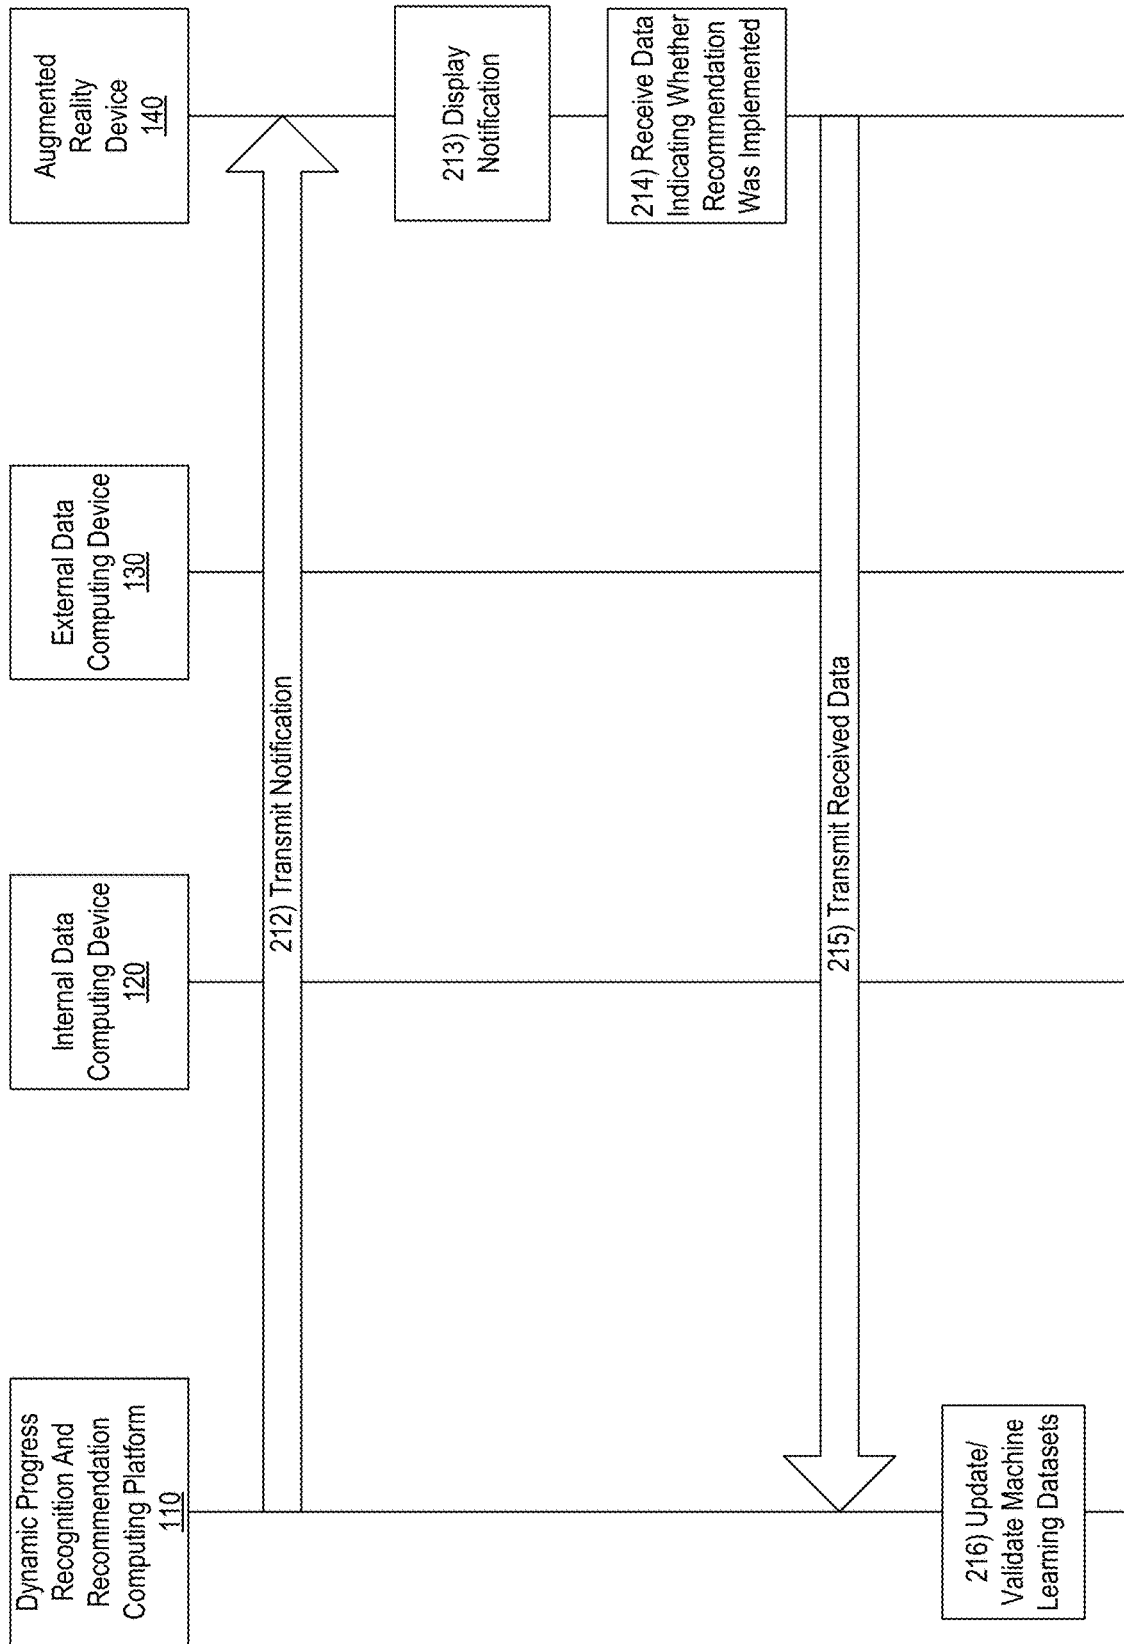 Dynamic Progress
Recognition And
Recommendation
Computing Platform
110
Internal Data
Computing Device
120
External Data
Computing Device
130
Augmented
Reality
Device
140
212) Transmit Notification
213) Display
Notification
214) Receive Data
Indicating Whether
Recommendation
Was Implemented
215) Transmit Received Data
216) Update/
Validate Machine
Learning Datasets